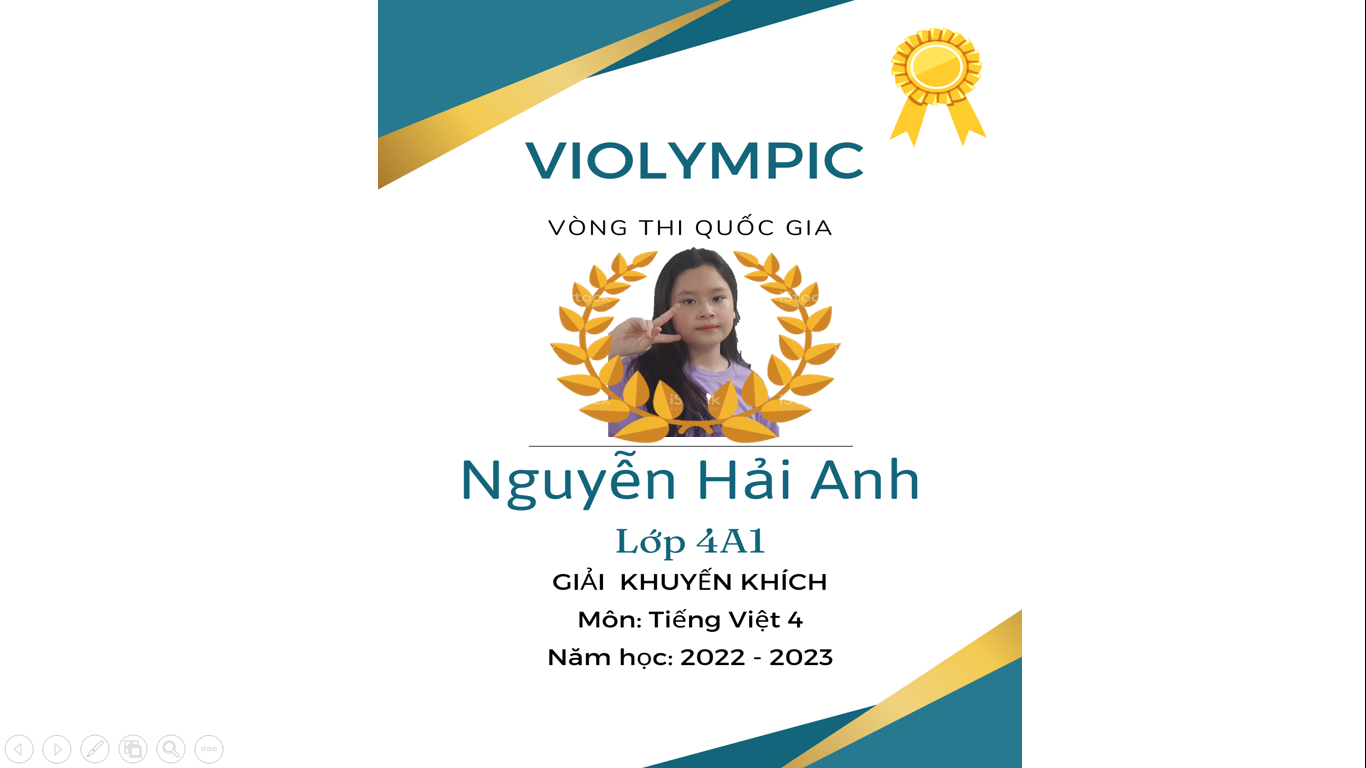 VIOLYMPIC
VÒNG THI QUỐC GIA
iStock
Nguyễn Hải Anh
Lớp 4A1
GIẢI KHUYẾN KHÍCH
Môn: Tiếng Việt 4
Năm học: 2022 - 2023